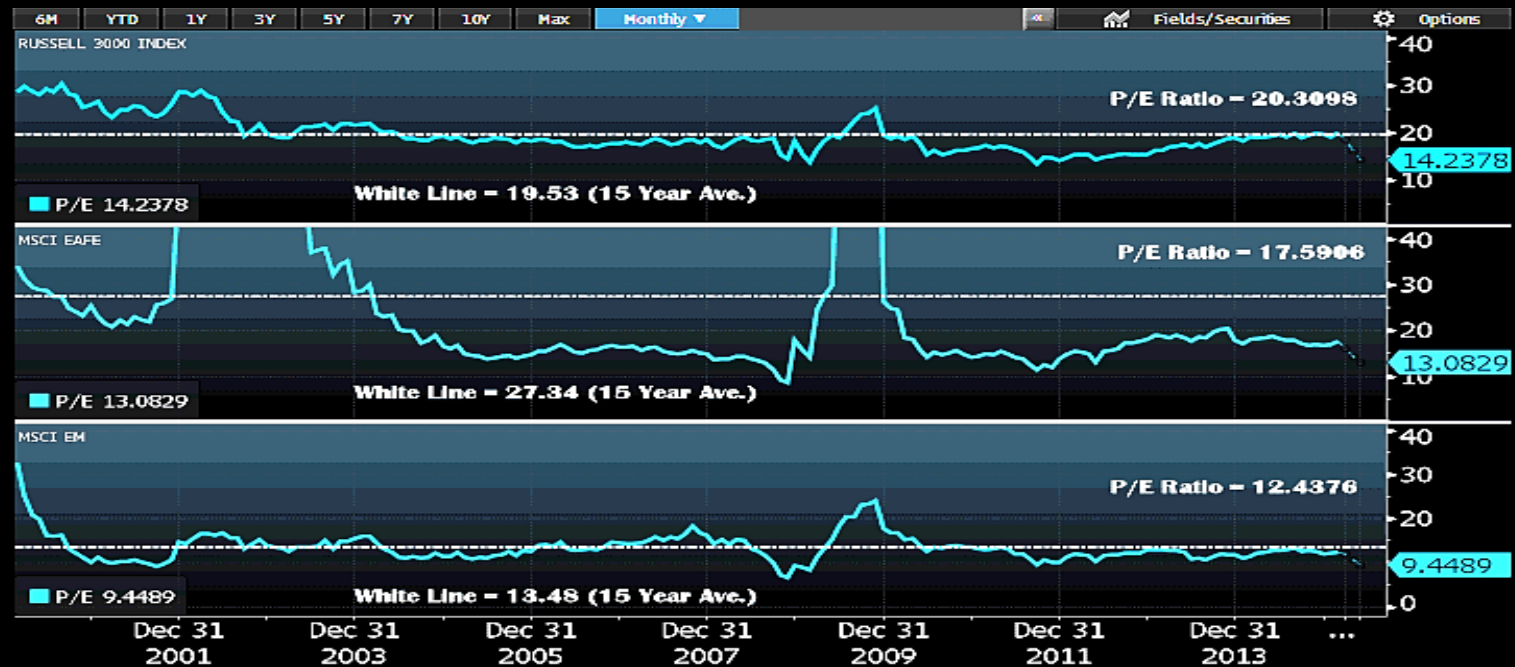 6M YTD 1Y 3Y 5Y 7Y 10Y Max Monthly ▼ « Fields/Securities Options
RUSSELL 3000 INDEX
40
30
P/E Ratio = 20.3098
20
14.2378
10
White Line = 19.53 (15 Year Ave.)
P/E 14.2378
MSCI EAFE
40
P/E Ratio = 17.5906
30
20
13.0829
10
White Line = 27.34 (15 Year Ave.)
P/E 13.0829
MSCI EM
40
30
P/E Ratio = 12.4376
20
9.4489
P/E 9.4489
White Line = 13.48 (15 Year Ave.)
0
Dec 31 Dec 31 Dec 31 Dec 31 Dec 31 Dec 31 Dec 31 ...
2001 2003 2005 2007 2009 2011 2013